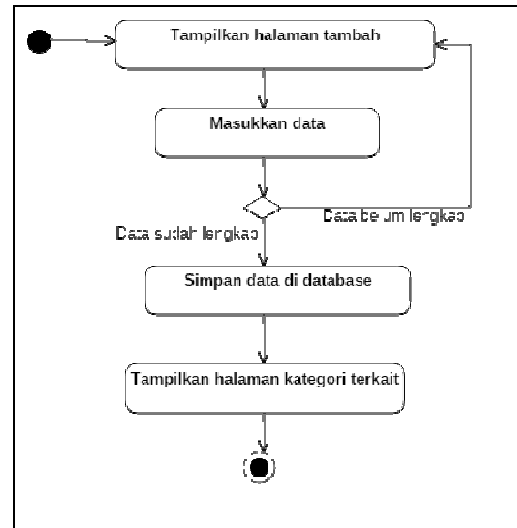 Tampilkan halaman tambah
Masukkan data
Data belum lengkap
Data sudah lengkap
Simpan data di database
Tampilkan halaman kategori terkait